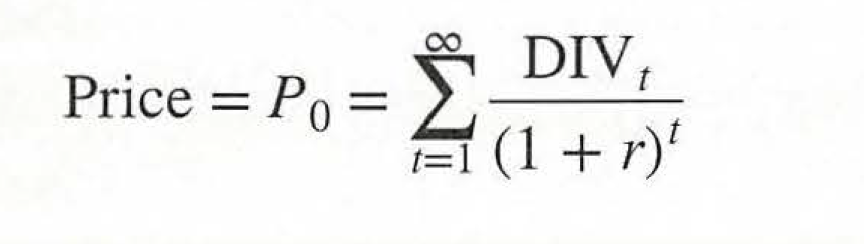 Price = P₀ = ∑_{t=1}^{∞} DIV_t / (1 + r)^t